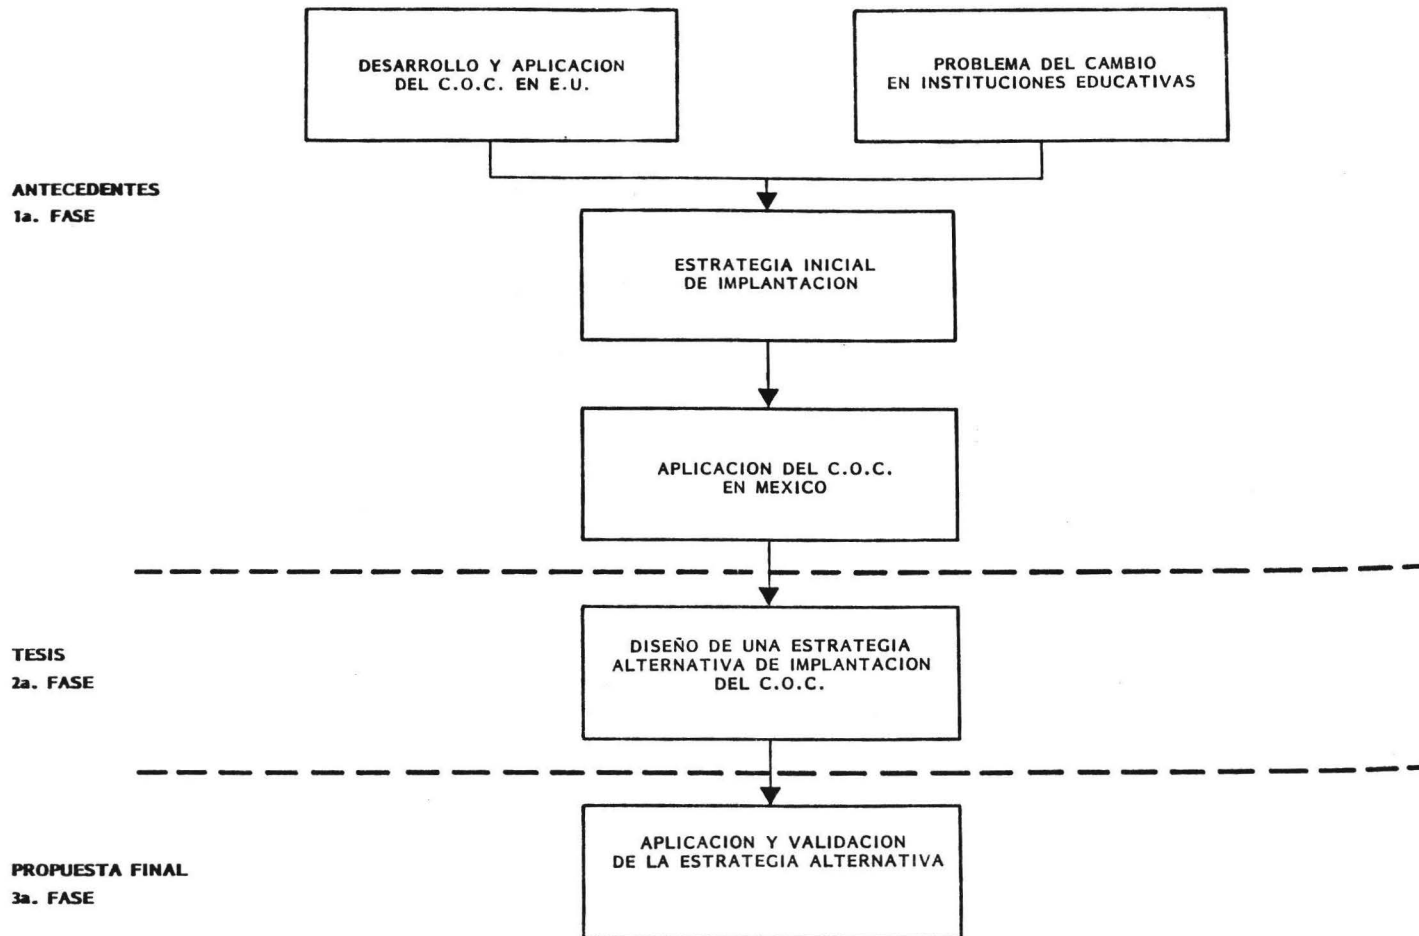 DESARROLLO Y APLICACION
DEL C.O.C. EN E.U.
PROBLEMA DEL CAMBIO
EN INSTITUCIONES EDUCATIVAS
ANTECEDENTES
1a. FASE
ESTRATEGIA INICIAL
DE IMPLANTACION
APLICACION DEL C.O.C.
EN MEXICO
TESIS
2a. FASE
DISEÑO DE UNA ESTRATEGIA
ALTERNATIVA DE IMPLANTACION
DEL C.O.C.
PROPUESTA FINAL
3a. FASE
APLICACION Y VALIDACION
DE LA ESTRATEGIA ALTERNATIVA